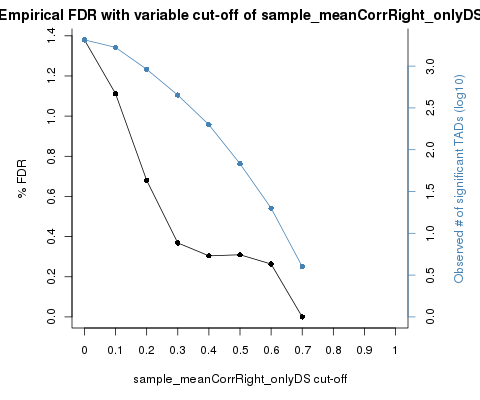 Empirical FDR with variable cut-off of sample_meanCorrRight_onlyDS
% FDR
0.0 0.2 0.4 0.6 0.8 1.0 1.2 1.4
0 0.1 0.2 0.3 0.4 0.5 0.6 0.7 0.8 0.9 1
sample_meanCorrRight_onlyDS cut-off
0.0 0.5 1.0 1.5 2.0 2.5 3.0
Observed # of significant TADs (log10)